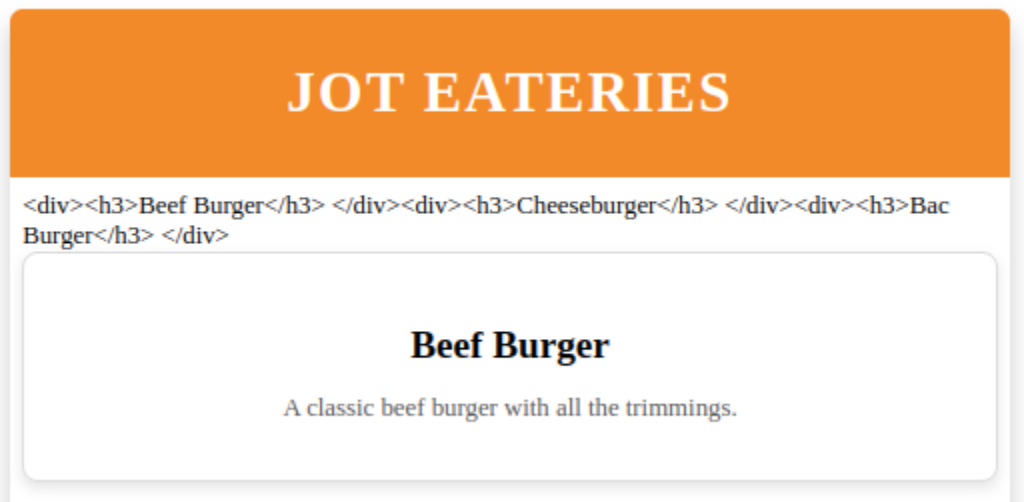 JOT EATERIES
<div><h3>Beef Burger</h3> </div><div><h3>Cheeseburger</h3> </div><div><h3>Bac
Burger</h3> </div>
Beef Burger
A classic beef burger with all the trimmings.